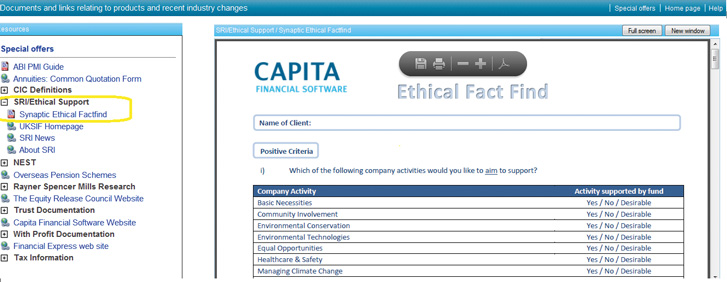 Documents and links relating to products and recent industry changes
Special offers | Home page | Help
esources
Special offers
ABI PMI Guide
Annuities: Common Quotation Form
CIC Definitions
SRI/Ethical Support
Synaptic Ethical Factfind
UKSIF Homepage
SRI News
About SRI
NEST
Overseas Pension Schemes
Rayner Spencer Mills Research
The Equity Release Council Website
Trust Documentation
Capita Financial Software Website
With Profit Documentation
Financial Express web site
Tax Information
SRI/Ethical Support / Synaptic Ethical Factfind
Full screen
New window
CAPITA
FINANCIAL SOFTWARE
Ethical Fact Find
Name of Client:
Positive Criteria
i) Which of the following company activities would you like to aim to support?
Company Activity Activity supported by fund
Basic Necessities Yes / No / Desirable
Community Involvement Yes / No / Desirable
Environmental Conservation Yes / No / Desirable
Environmental Technologies Yes / No / Desirable
Equal Opportunities Yes / No / Desirable
Healthcare & Safety Yes / No / Desirable
Managing Climate Change Yes / No / Desirable